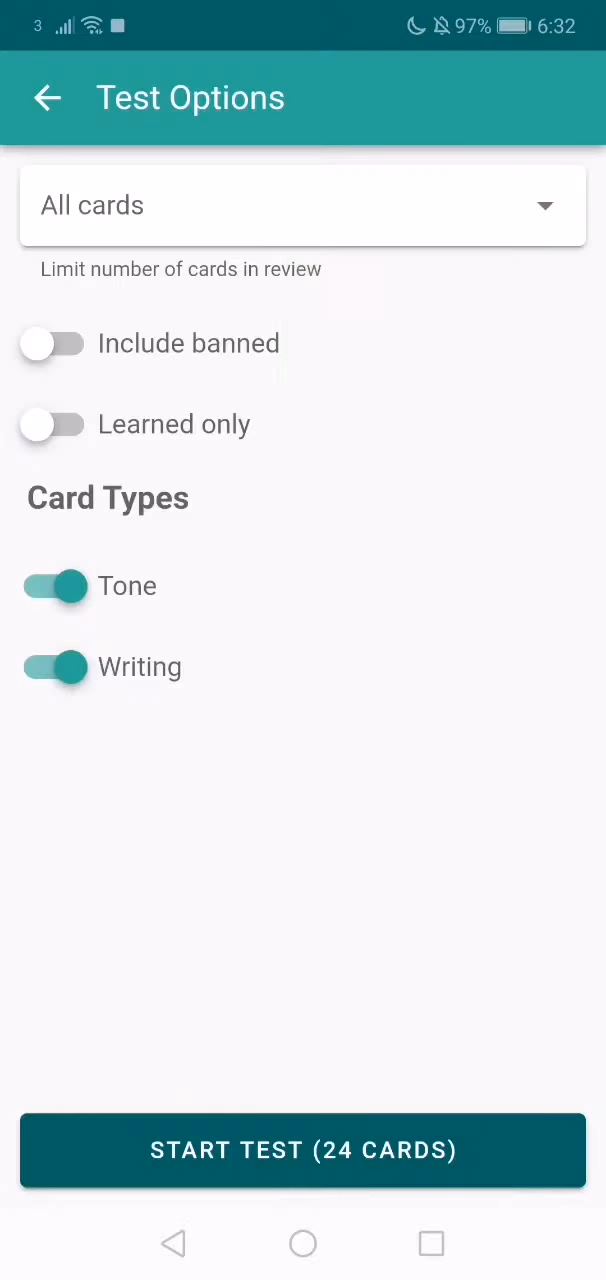 3 97% 6:32
Test Options
All cards
Limit number of cards in review
Include banned
Learned only
Card Types
Tone
Writing
START TEST (24 CARDS)